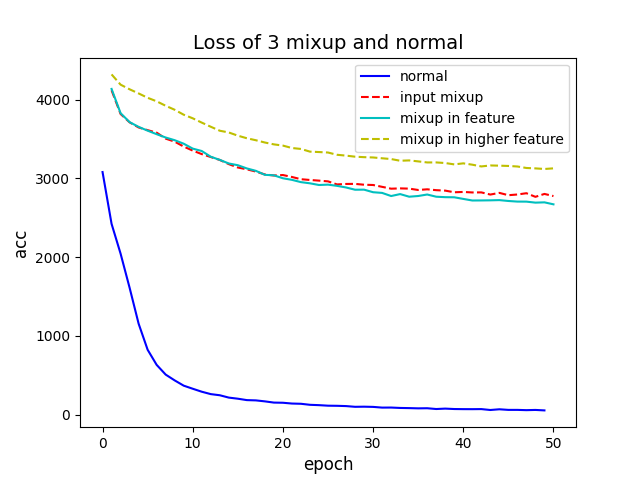 Loss of 3 mixup and normal
normal
input mixup
mixup in feature
mixup in higher feature
acc
4000
3000
2000
1000
0
0 10 20 30 40 50
epoch